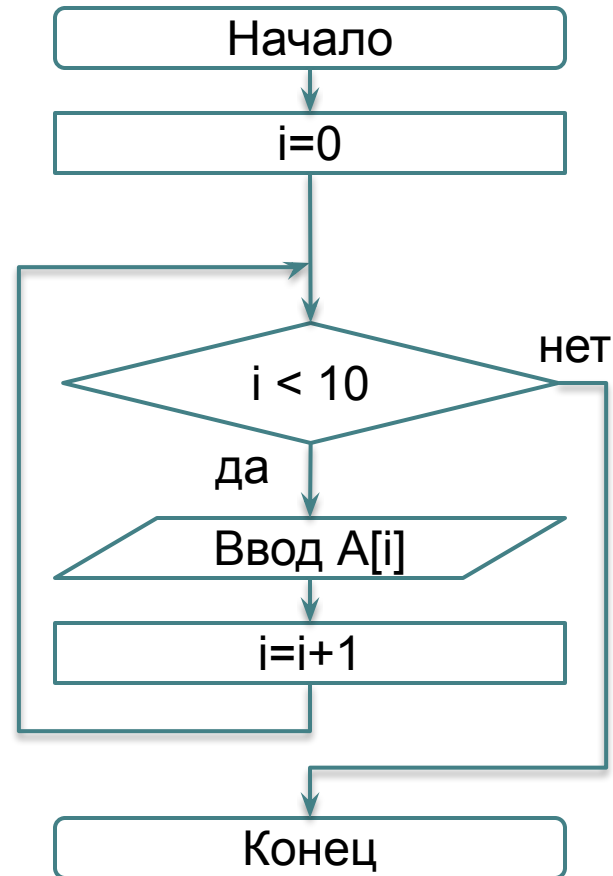 Начало
i=0
нет
i < 10
да
Ввод A[i]
i=i+1
Конец